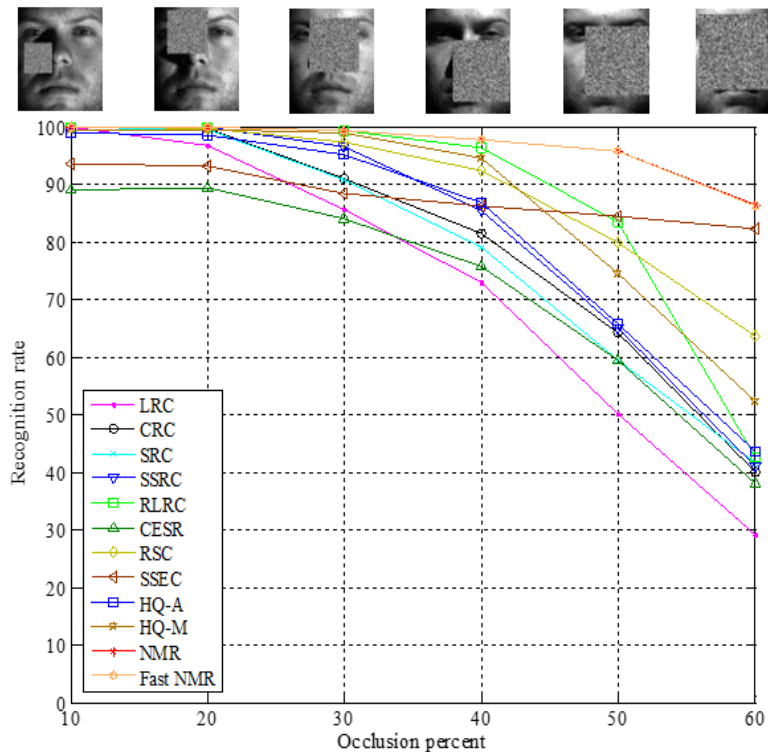 100
90
80
70
60
50
40
30
20
10
0
Recognition rate
LRC
CRC
SRC
SSRC
RLRC
CESR
RSC
SSEC
HQ-A
HQ-M
NMR
Fast NMR
10 20 30 40 50 60
Occlusion percent